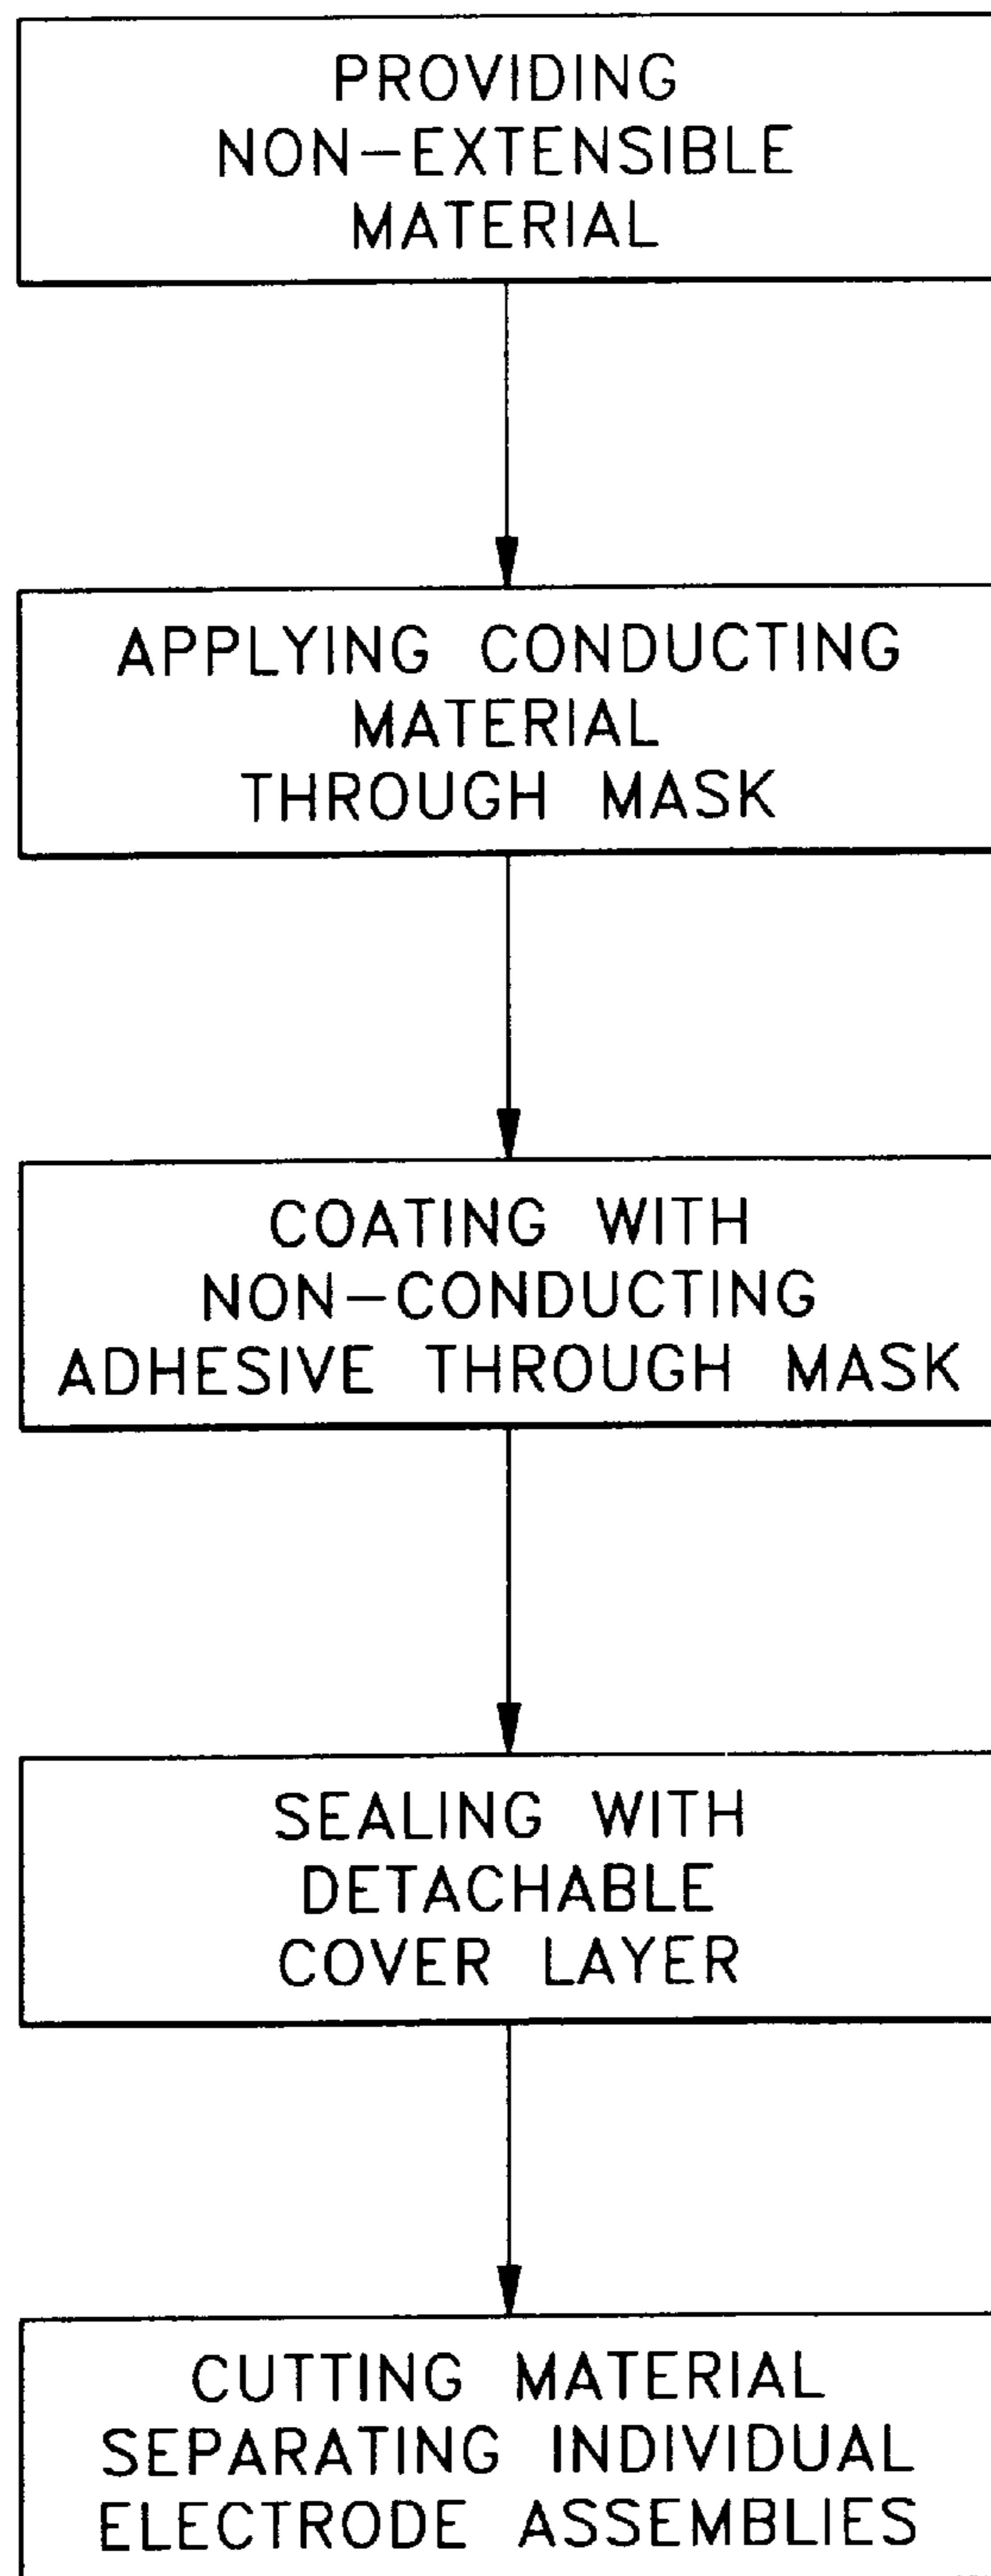 PROVIDING
NON-EXTENSIBLE
MATERIAL
APPLYING CONDUCTING
MATERIAL
THROUGH MASK
COATING WITH
NON-CONDUCTING
ADHESIVE THROUGH MASK
SEALING WITH
DETACHABLE
COVER LAYER
CUTTING MATERIAL
SEPARATING INDIVIDUAL
ELECTRODE ASSEMBLIES